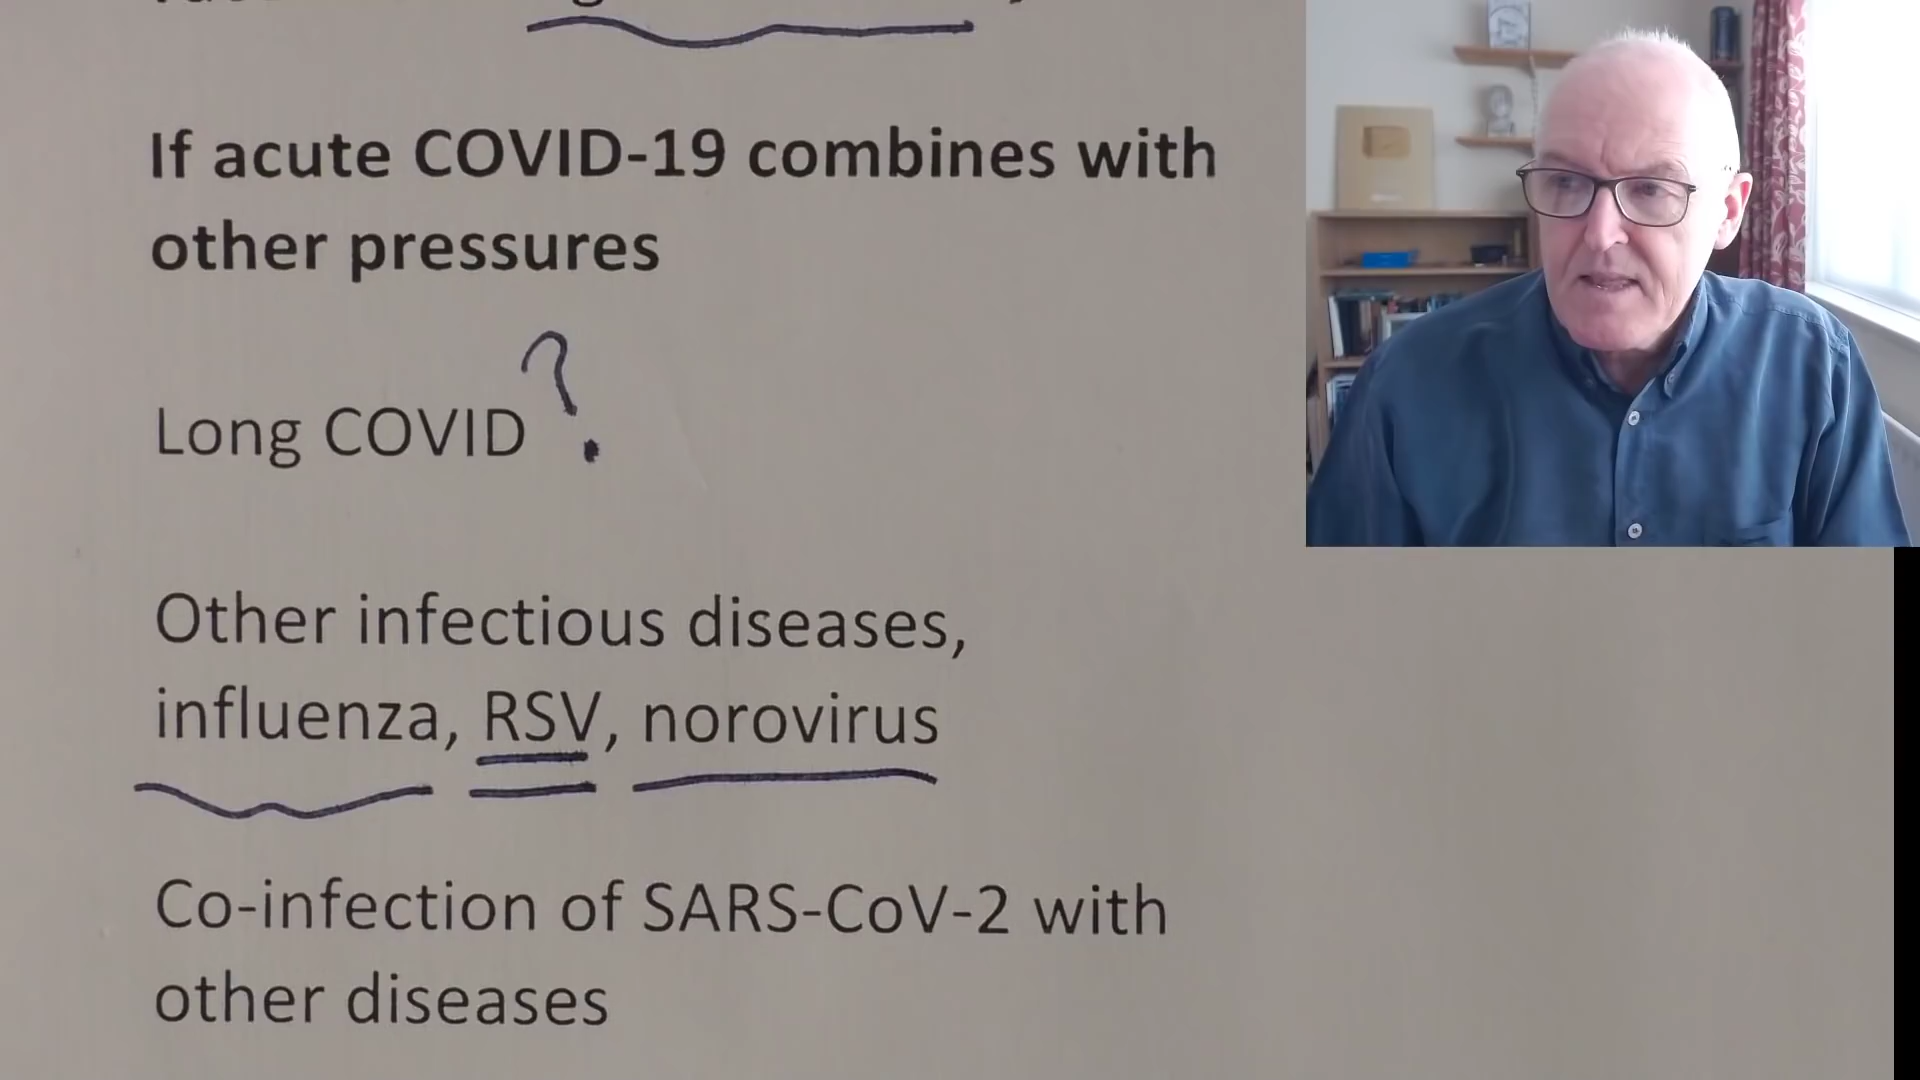 If acute COVID-19 combines with
other pressures
Long COVID?
Other infectious diseases,
influenza, RSV, norovirus
Co-infection of SARS-CoV-2 with
other diseases